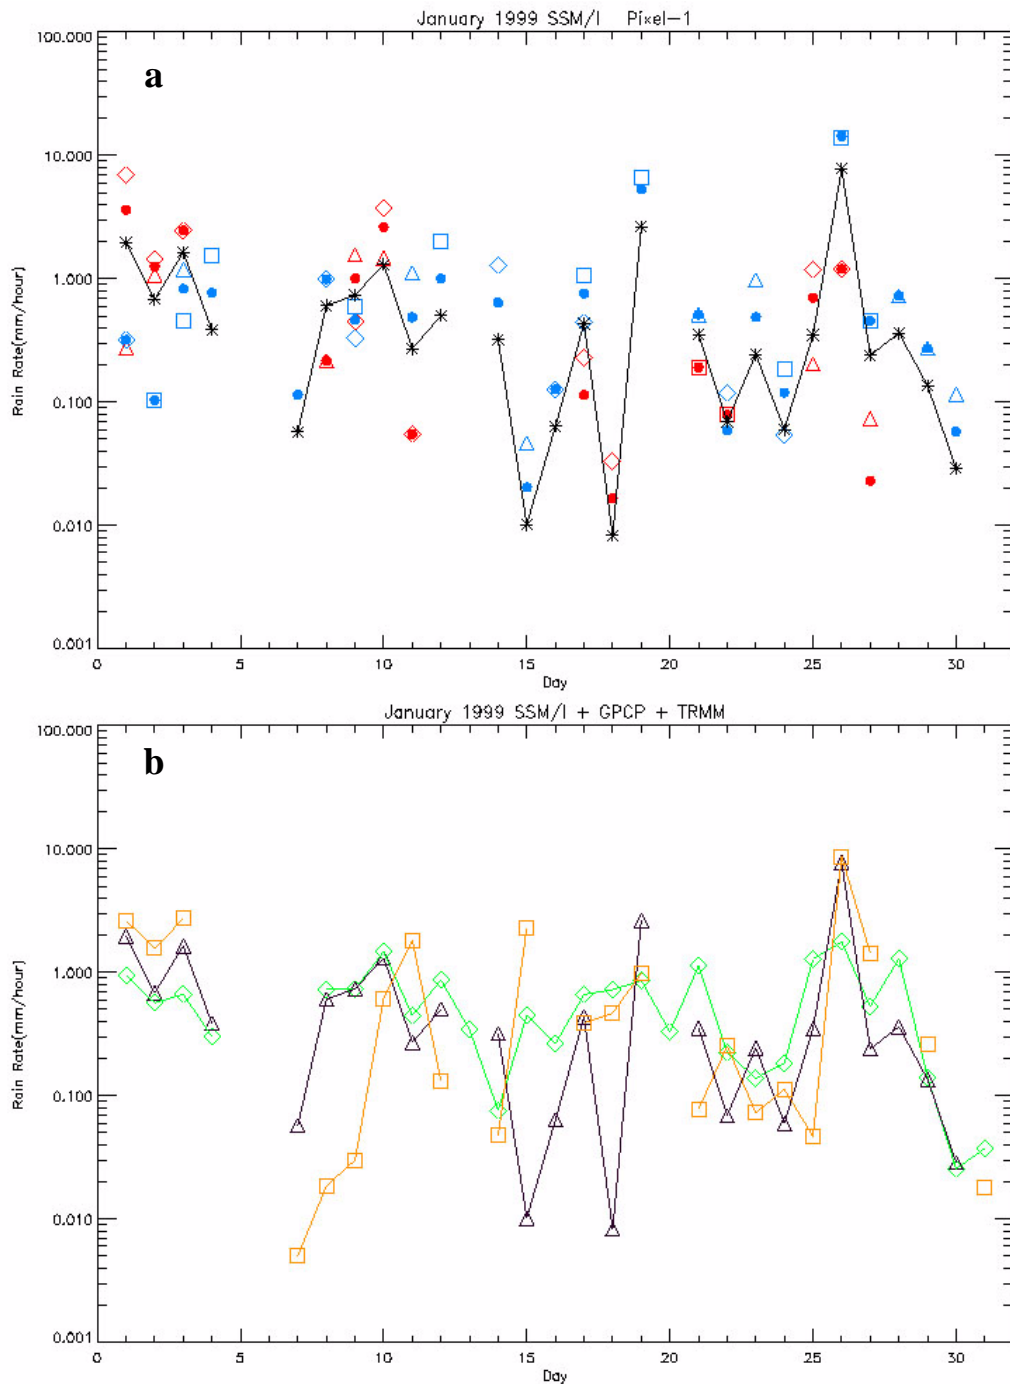 January 1999 SSM/I Pixel-1
100.000
a
10.000
1.000
0.100
0.010
0.001
Rain Rate(mm/hour)
0 5 10 15 20 25 30
Day
January 1999 SSM/I + GPCP + TRMM
100.000
b
10.000
1.000
0.100
0.010
0.001
Rain Rate(mm/hour)
0 5 10 15 20 25 30
Day